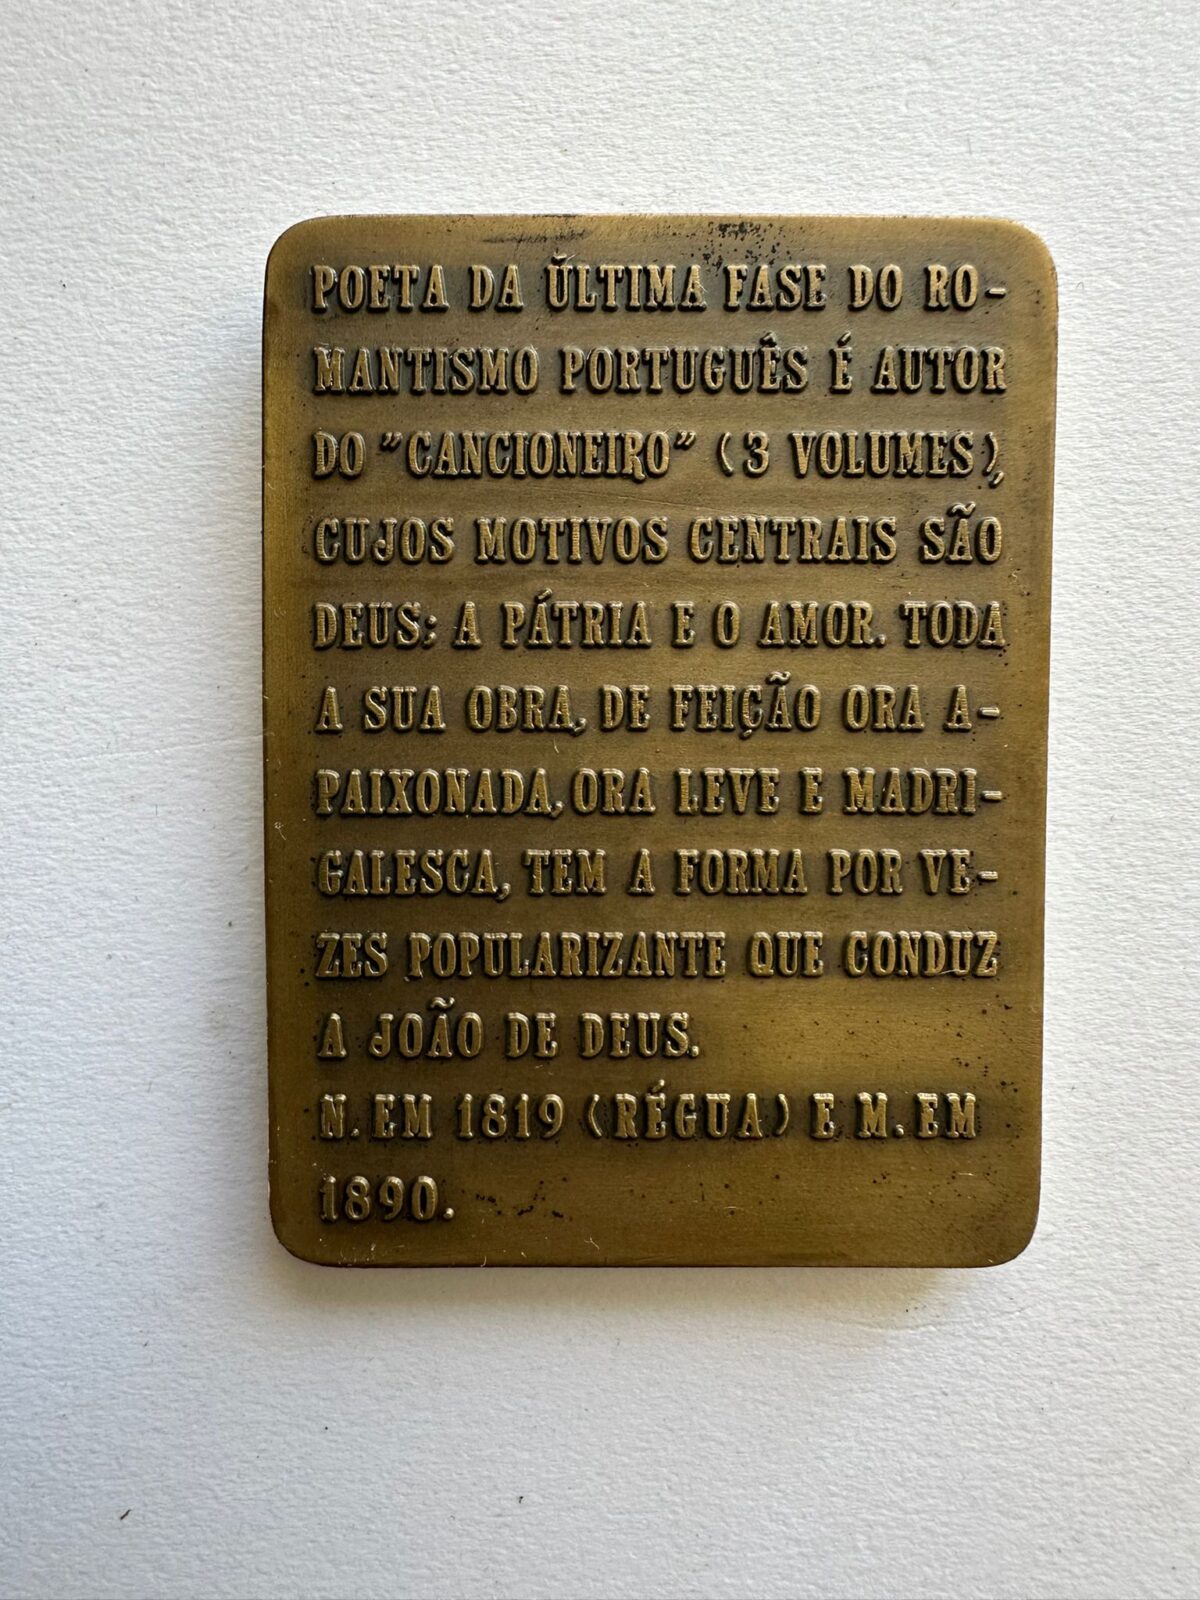 POETA DA ÚLTIMA FASE DO RO-
MANTISMO PORTUGUÊS É AUTOR
DO "CANCIONEIRO" (3 VOLUMES),
CUJOS MOTIVOS CENTRAIS SÃO
DEUS: A PÁTRIA E O AMOR. TODA
A SUA OBRA, DE FEIÇÃO ORA A-
PAIXONADA, ORA LEVE E MADRI-
GALESCA, TEM A FORMA POR VE-
ZES POPULARIZANTE QUE CONDUZ
A JOÃO DE DEUS.
N. EM 1819 (RÉGUA) E M. EM
1890.